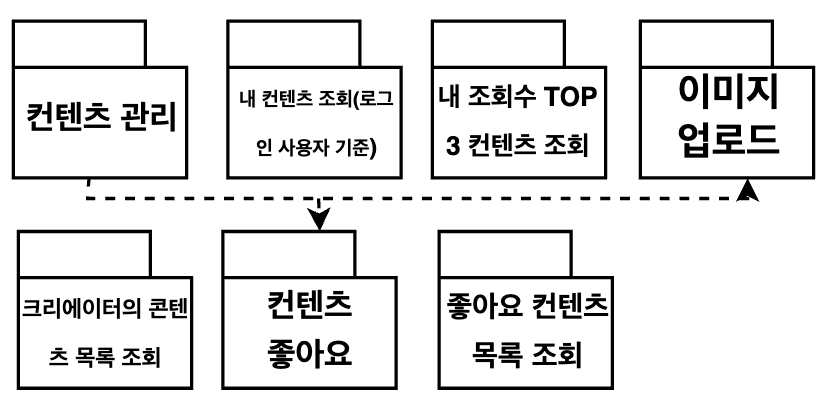 컨텐츠 관리
내 컨텐츠 조회(로그
인 사용자 기준)
내 조회수 TOP
3 컨텐츠 조회
이미지
업로드
크리에이터의 콘텐
츠 목록 조회
컨텐츠
좋아요
좋아요 컨텐츠
목록 조회